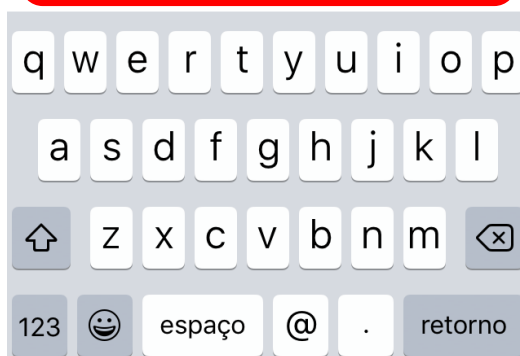 q w e r t y u i o p
a s d f g h j k l
z x c v b n m
123 espaço @ . retorno